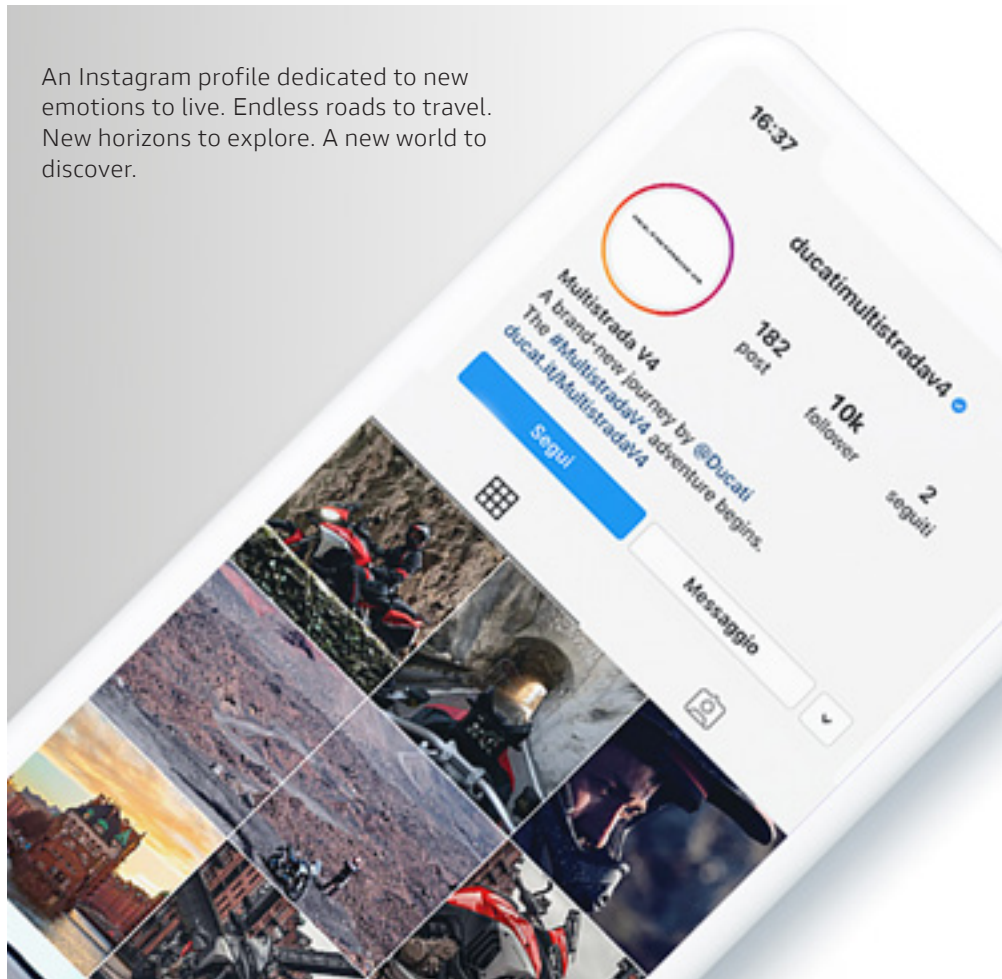 An Instagram profile dedicated to new
emotions to live. Endless roads to travel.
New horizons to explore. A new world to
discover.
16:37
ducatimultistradav4
182
post
10k
follower
2
seguiti
Multistrada V4
A brand-new journey by @Ducati
The #MultistradaV4 adventure begins.
ducat.it/MultistradaV4
Segui
Messaggio